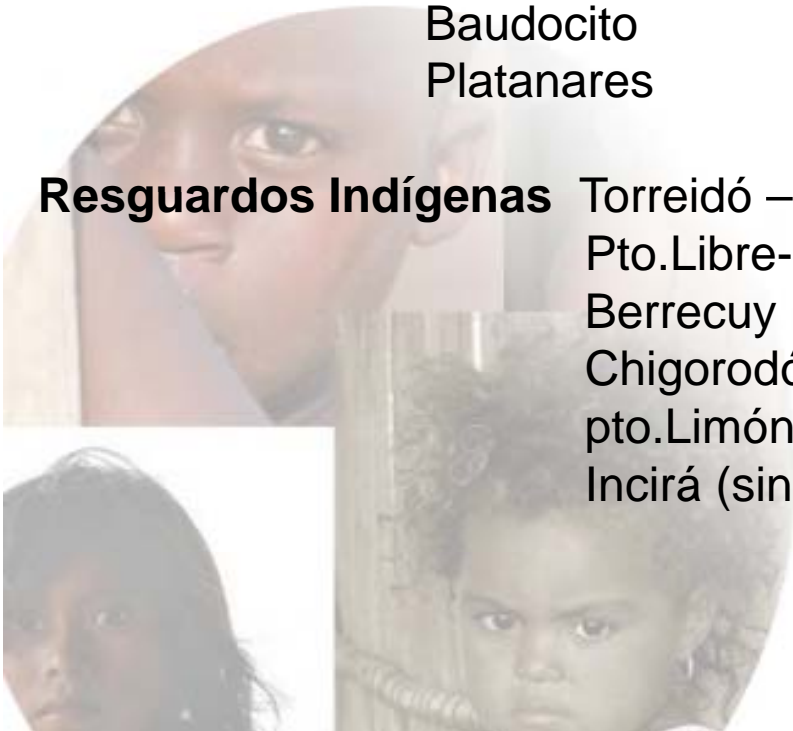 Baudocito
Platanares
Resguardos Indígenas Torreidó –
Pto.Libre-
Berrecuy
Chigorodó
pto.Limón
Incirá (sin